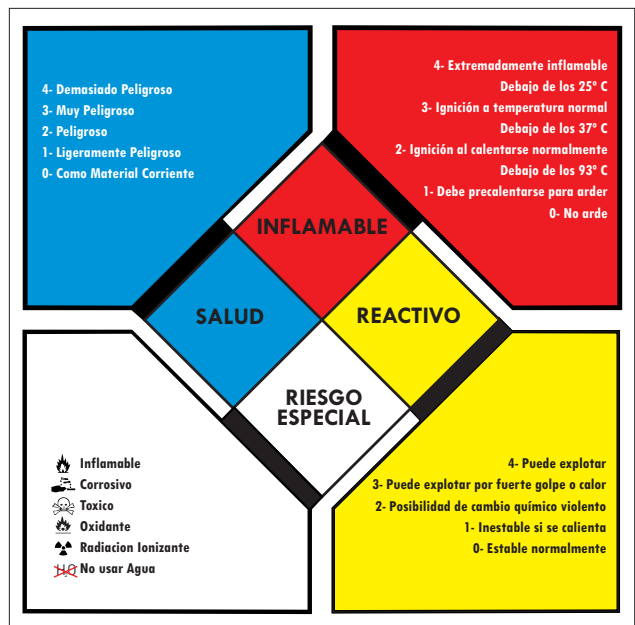 4- Demasiado Peligroso
3- Muy Peligroso
2- Peligroso
1- Ligeramente Peligroso
0- Como Material Corriente
4- Extremadamente inflamable
Debajo de los 25º C
3- Ignición a temperatura normal
Debajo de los 37º C
2- Ignición al calentarse normalmente
Debajo de los 93º C
1- Debe precalentarse para arder
0- No arde
INFLAMABLE
SALUD
REACTIVO
RIESGO
ESPECIAL
Inflamable
Corrosivo
Toxico
Oxidante
Radiacion Ionizante
H₂O No usar Agua
4- Puede explotar
3- Puede explotar por fuerte golpe o calor
2- Posibilidad de cambio químico violento
1- Inestable si se calienta
0- Estable normalmente